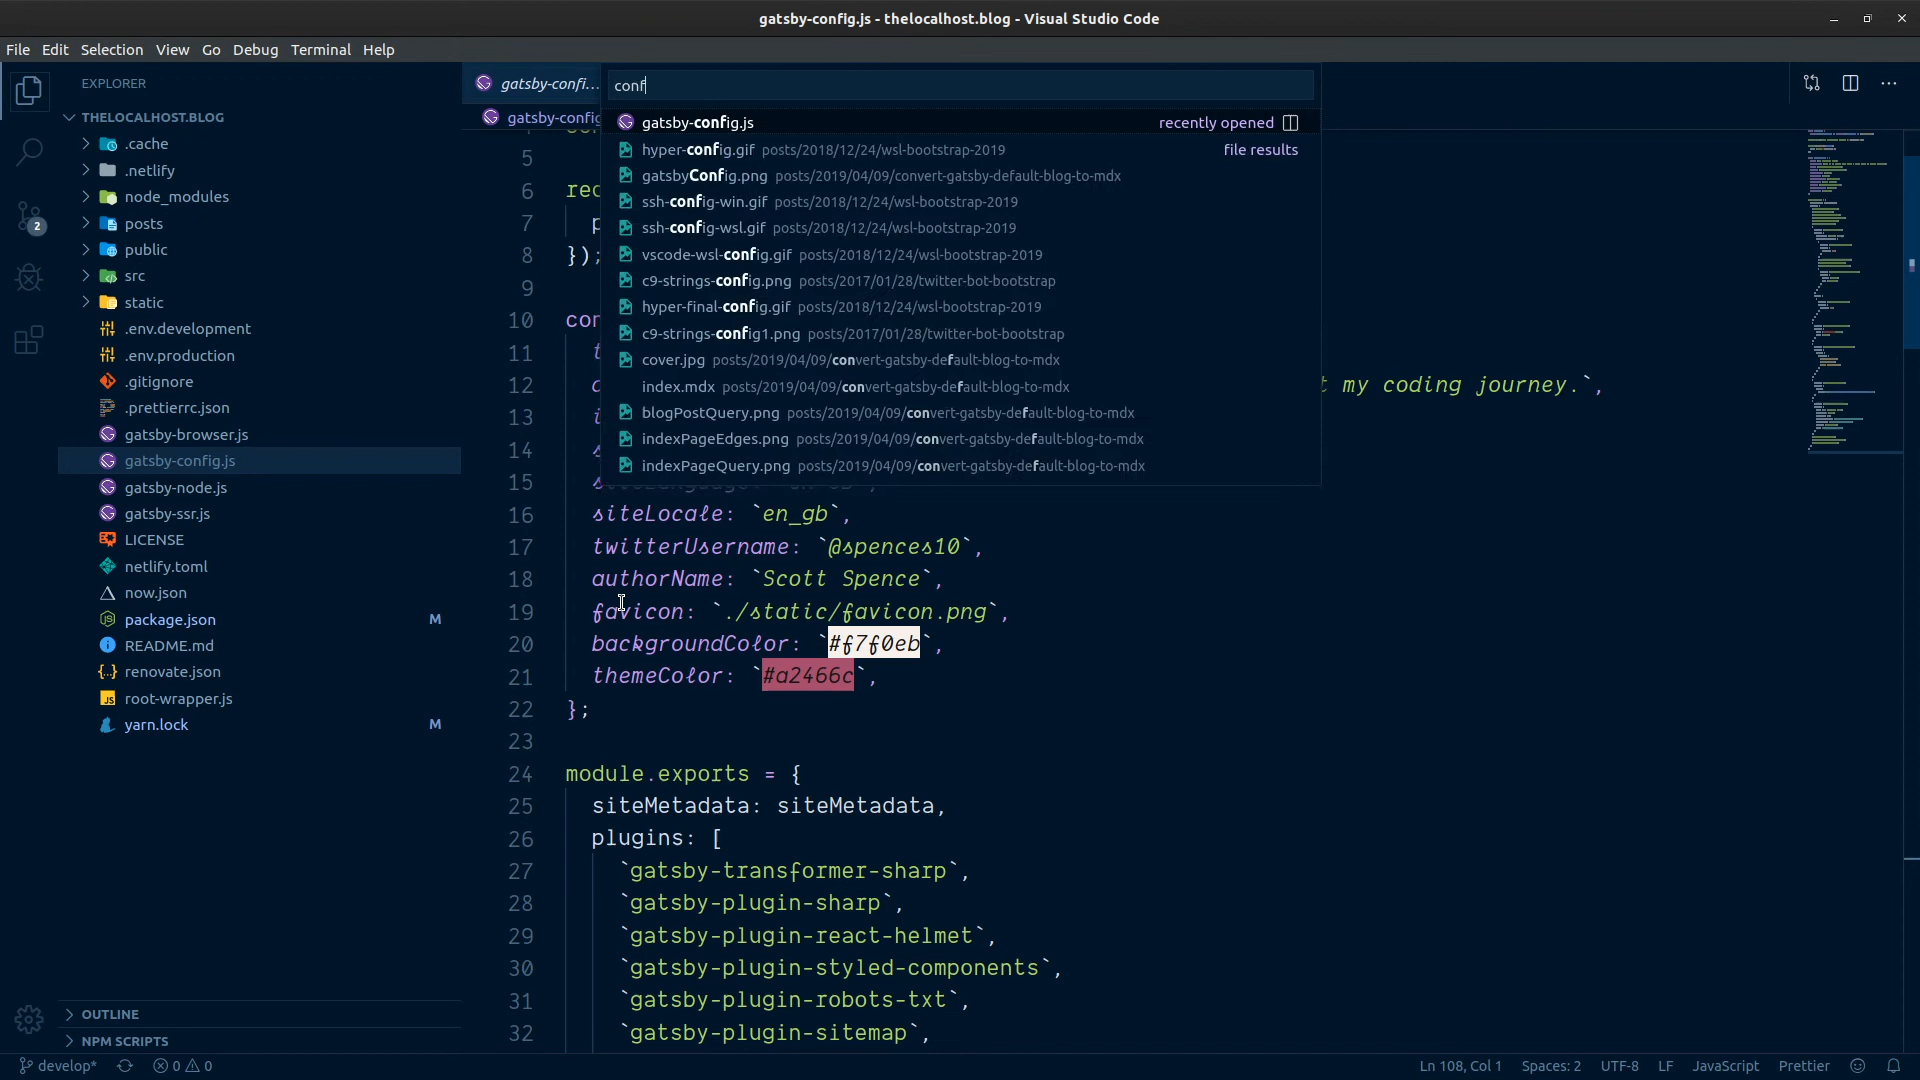 gatsby-config.js - thelocalhost.blog - Visual Studio Code
File Edit Selection View Go Debug Terminal Help
EXPLORER
THELOCALHOST.BLOG
.cache
.netlify
node_modules
posts
public
src
static
.env.development
.env.production
.gitignore
.prettierrc.json
gatsby-browser.js
gatsby-config.js
gatsby-node.js
gatsby-ssr.js
LICENSE
netlify.toml
now.json
package.json M
README.md
renovate.json
root-wrapper.js
yarn.lock M
OUTLINE
NPM SCRIPTS
2
gatsby-confi...
gatsby-config
conf
gatsby-config.js recently opened
hyper-config.gif posts/2018/12/24/wsl-bootstrap-2019 file results
gatsbyConfig.png posts/2019/04/09/convert-gatsby-default-blog-to-mdx
ssh-config-win.gif posts/2018/12/24/wsl-bootstrap-2019
ssh-config-wsl.gif posts/2018/12/24/wsl-bootstrap-2019
vscode-wsl-config.gif posts/2018/12/24/wsl-bootstrap-2019
c9-strings-config.png posts/2017/01/28/twitter-bot-bootstrap
hyper-final-config.gif posts/2018/12/24/wsl-bootstrap-2019
c9-strings-config1.png posts/2017/01/28/twitter-bot-bootstrap
cover.jpg posts/2019/04/09/convert-gatsby-default-blog-to-mdx
index.mdx posts/2019/04/09/convert-gatsby-default-blog-to-mdx
blogPostQuery.png posts/2019/04/09/convert-gatsby-default-blog-to-mdx
indexPageEdges.png posts/2019/04/09/convert-gatsby-default-blog-to-mdx
indexPageQuery.png posts/2019/04/09/convert-gatsby-default-blog-to-mdx
5
6 rec
7 p
8 });
9
10 con
11 t
12 my coding journey.`,
13 i
14
15
16 siteLocale: `en_gb`,
17 twitterUsername: `@spences10`,
18 authorName: `Scott Spence`,
19 favicon: `./static/favicon.png`,
20 backgroundColor: `#f7f0eb`,
21 themeColor: `#a2466c`,
22 };
23
24 module.exports = {
25 siteMetadata: siteMetadata,
26 plugins: [
27 `gatsby-transformer-sharp`,
28 `gatsby-plugin-sharp`,
29 `gatsby-plugin-react-helmet`,
30 `gatsby-plugin-styled-components`,
31 `gatsby-plugin-robots-txt`,
32 `gatsby-plugin-sitemap`,
develop* 0 0 Ln 108, Col 1 Spaces: 2 UTF-8 LF JavaScript Prettier